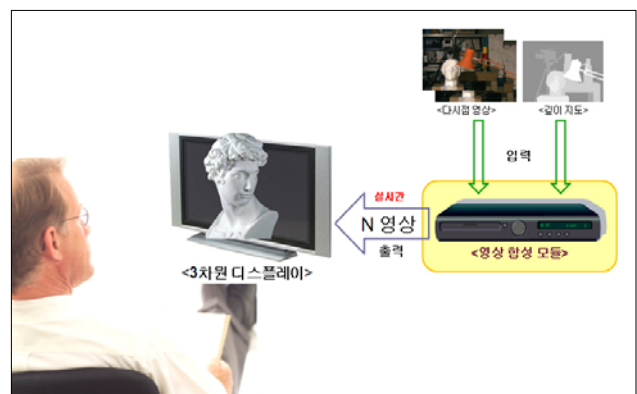 <다시점 영상>
<깊이 지도>
입력
실시간
N 영상
출력
<영상 합성 모듈>
<3차원 디스플레이>